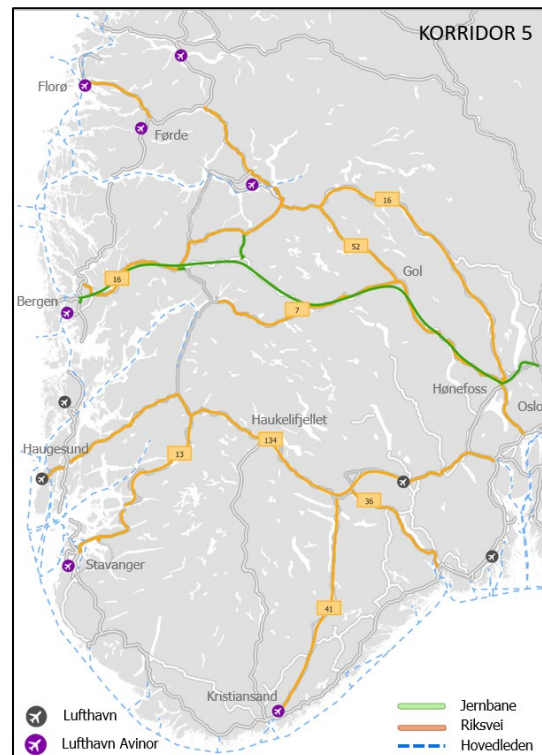 KORRIDOR 5
Florø
Førde
16
52
16
Gol
Bergen
7
Hønefoss
Oslo
Haukelifjellet
134
Haugesund
13
36
Stavanger
41
Kristiansand
Lufthavn
Lufthavn Avinor
Jernbane
Riksvei
Hovedleden